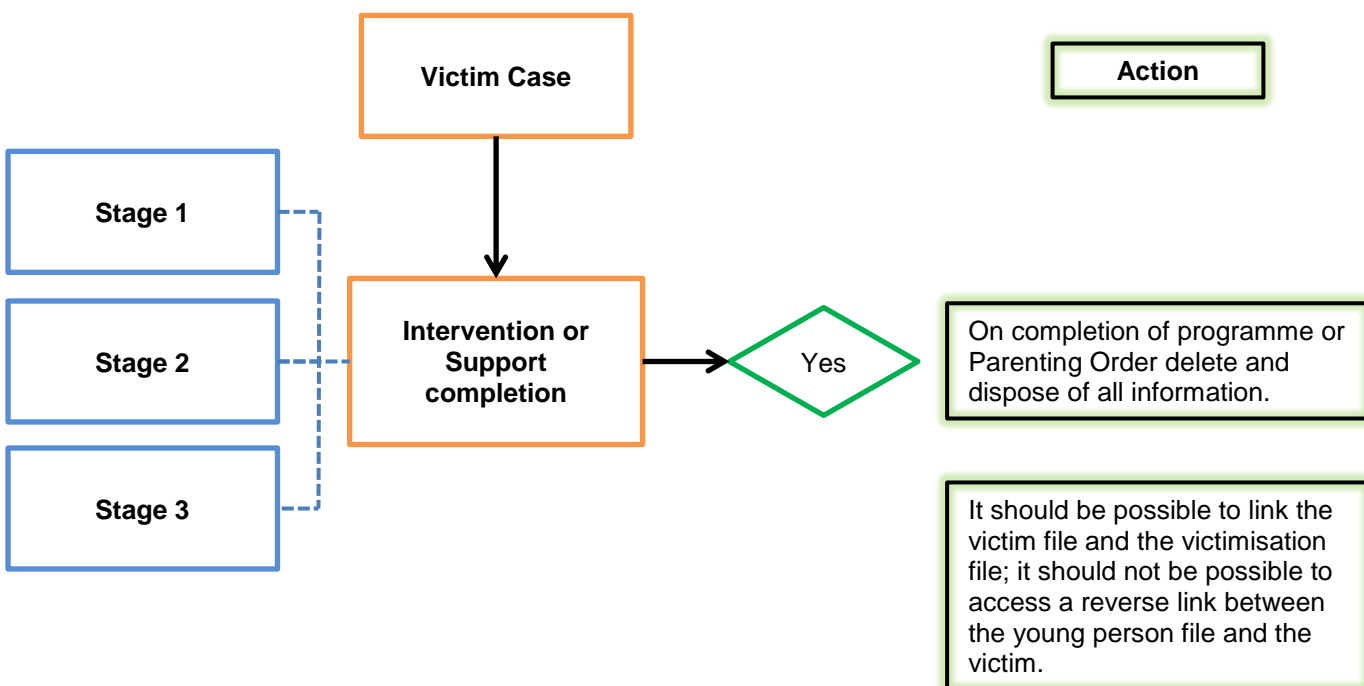 Victim Case
Action
Stage 1
Stage 2
Stage 3
Intervention or
Support
completion
Yes
On completion of programme or
Parenting Order delete and
dispose of all information.
It should be possible to link the
victim file and the victimisation
file; it should not be possible to
access a reverse link between
the young person file and the
victim.